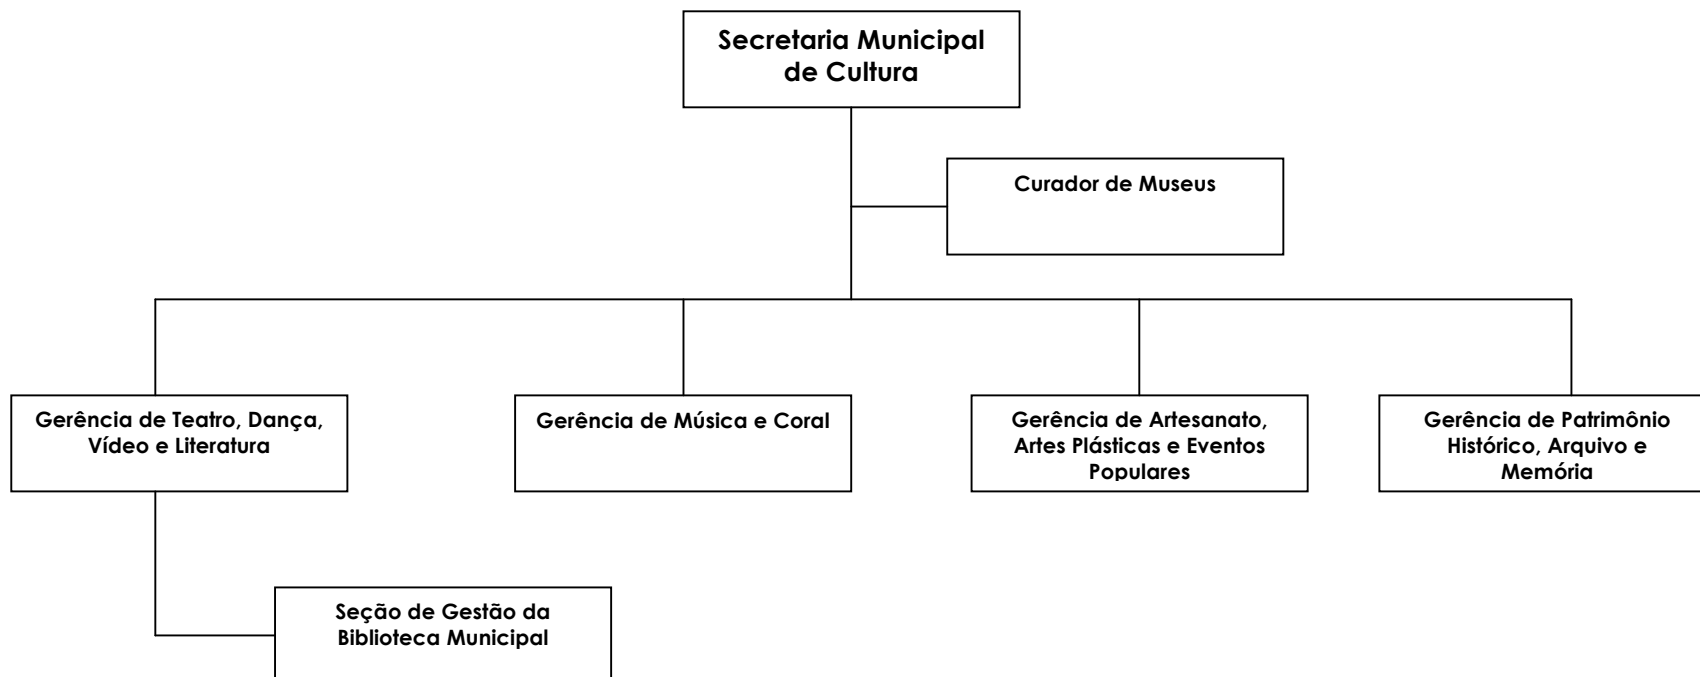 Secretaria Municipal
de Cultura
Curador de Museus
Gerência de Teatro, Dança,
Vídeo e Literatura
Gerência de Música e Coral
Gerência de Artesanato,
Artes Plásticas e Eventos
Populares
Gerência de Patrimônio
Histórico, Arquivo e
Memória
Seção de Gestão da
Biblioteca Municipal